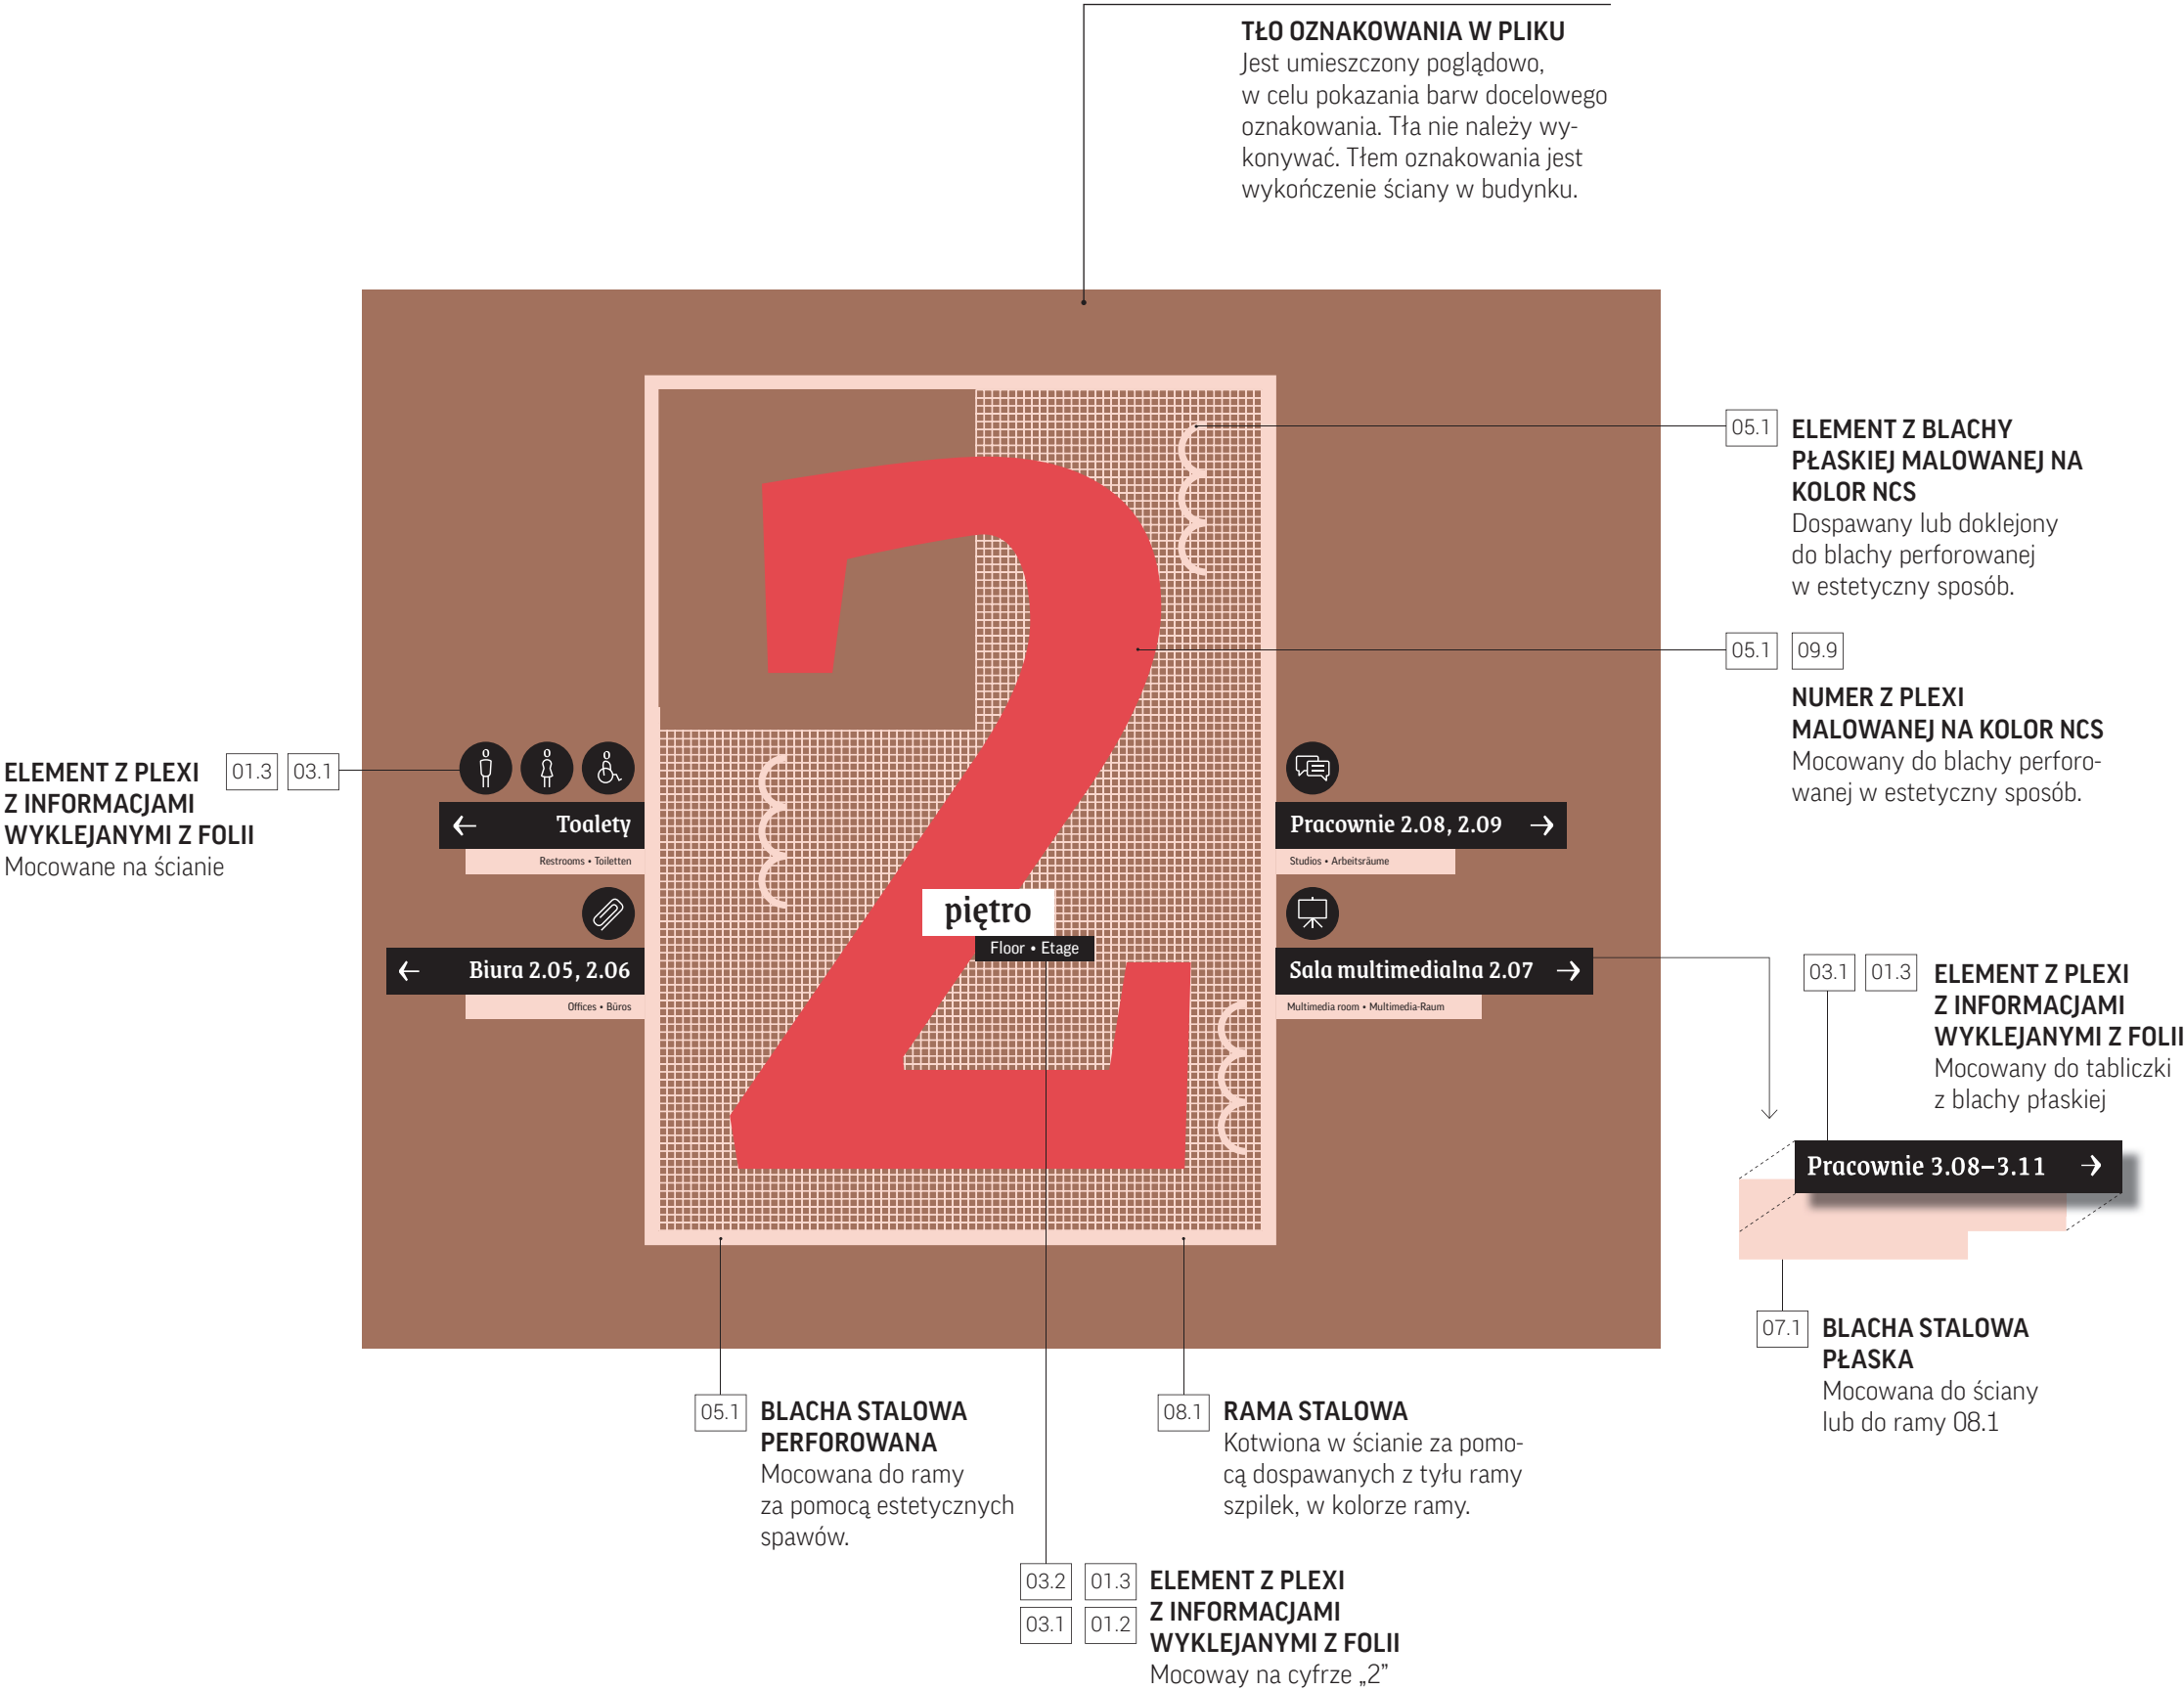 TŁO OZNAKOWANIA W PLIKU
Jest umieszczony poglądowo,
w celu pokazania barw docelowego
oznakowania. Tła nie należy wy-
konywać. Tłem oznakowania jest
wykończenie ściany w budynku.
05.1
ELEMENT Z BLACHY
PŁASKIEJ MALOWANEJ NA
KOLOR NCS
Dospawany lub doklejony
do blachy perforowanej
w estetyczny sposób.
05.1 09.9
NUMER Z PLEXI
MALOWANEJ NA KOLOR NCS
Mocowany do blachy perforo-
wanej w estetyczny sposób.
ELEMENT Z PLEXI
Z INFORMACJAMI
WYKLEJANYMI Z FOLII
Mocowane na ścianie
01.3 03.1
2
← Toalety
Restrooms • Toiletten
← Biura 2.05, 2.06
Offices • Büros
piętro
Floor • Etage
Pracownie 2.08, 2.09 →
Studios • Arbeitsräume
Sala multimedialna 2.07 →
Multimedia room • Multimedia-Raum
03.1 01.3
ELEMENT Z PLEXI
Z INFORMACJAMI
WYKLEJANYMI Z FOLII
Mocowany do tabliczki
z blachy płaskiej
Pracownie 3.08–3.11 →
07.1
BLACHA STALOWA
PŁASKA
Mocowana do ściany
lub do ramy 08.1
05.1
BLACHA STALOWA
PERFOROWANA
Mocowana do ramy
za pomocą estetycznych
spawów.
08.1
RAMA STALOWA
Kotwiona w ścianie za pomo-
cą dospawanych z tyłu ramy
szpilek, w kolorze ramy.
03.2 01.3
03.1 01.2
ELEMENT Z PLEXI
Z INFORMACJAMI
WYKLEJANYMI Z FOLII
Mocoway na cyfrze „2”